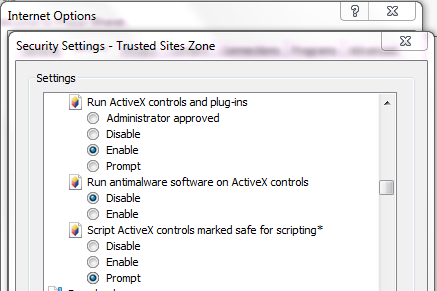 Internet Options
Security Settings - Trusted Sites Zone
Settings
Run ActiveX controls and plug-ins
Administrator approved
Disable
Enable
Prompt
Run antimalware software on ActiveX controls
Disable
Enable
Script ActiveX controls marked safe for scripting*
Disable
Enable
Prompt